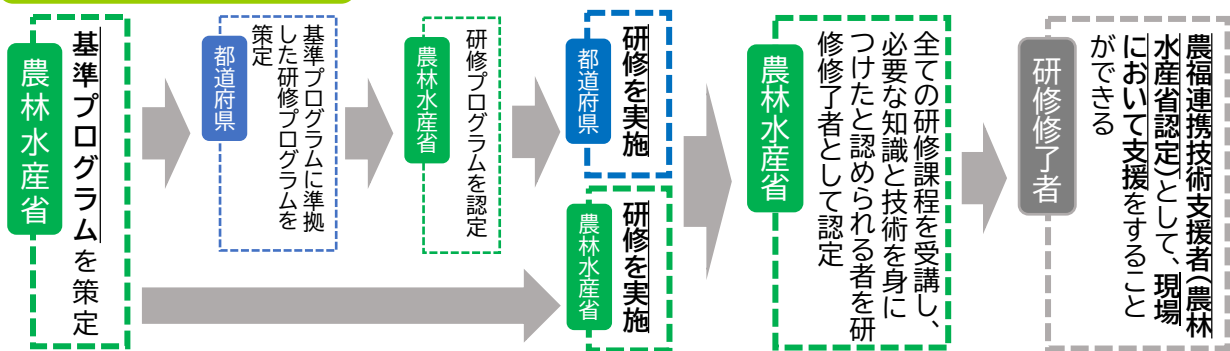 農林水産省
基準プログラムを策定
都道府県
基準プログラムに準拠
した研修プログラムを
策定
農林水産省
研修プログラムを認定
都道府県
研修を実施
農林水産省
研修を実施
農林水産省
全ての研修課程を受講し、
必要な知識と技術を身に
つけたと認められる者を研
修修了者として認定
研修修了者
農福連携技術支援者(農林
水産省認定)として、現場
において支援をすること
ができる